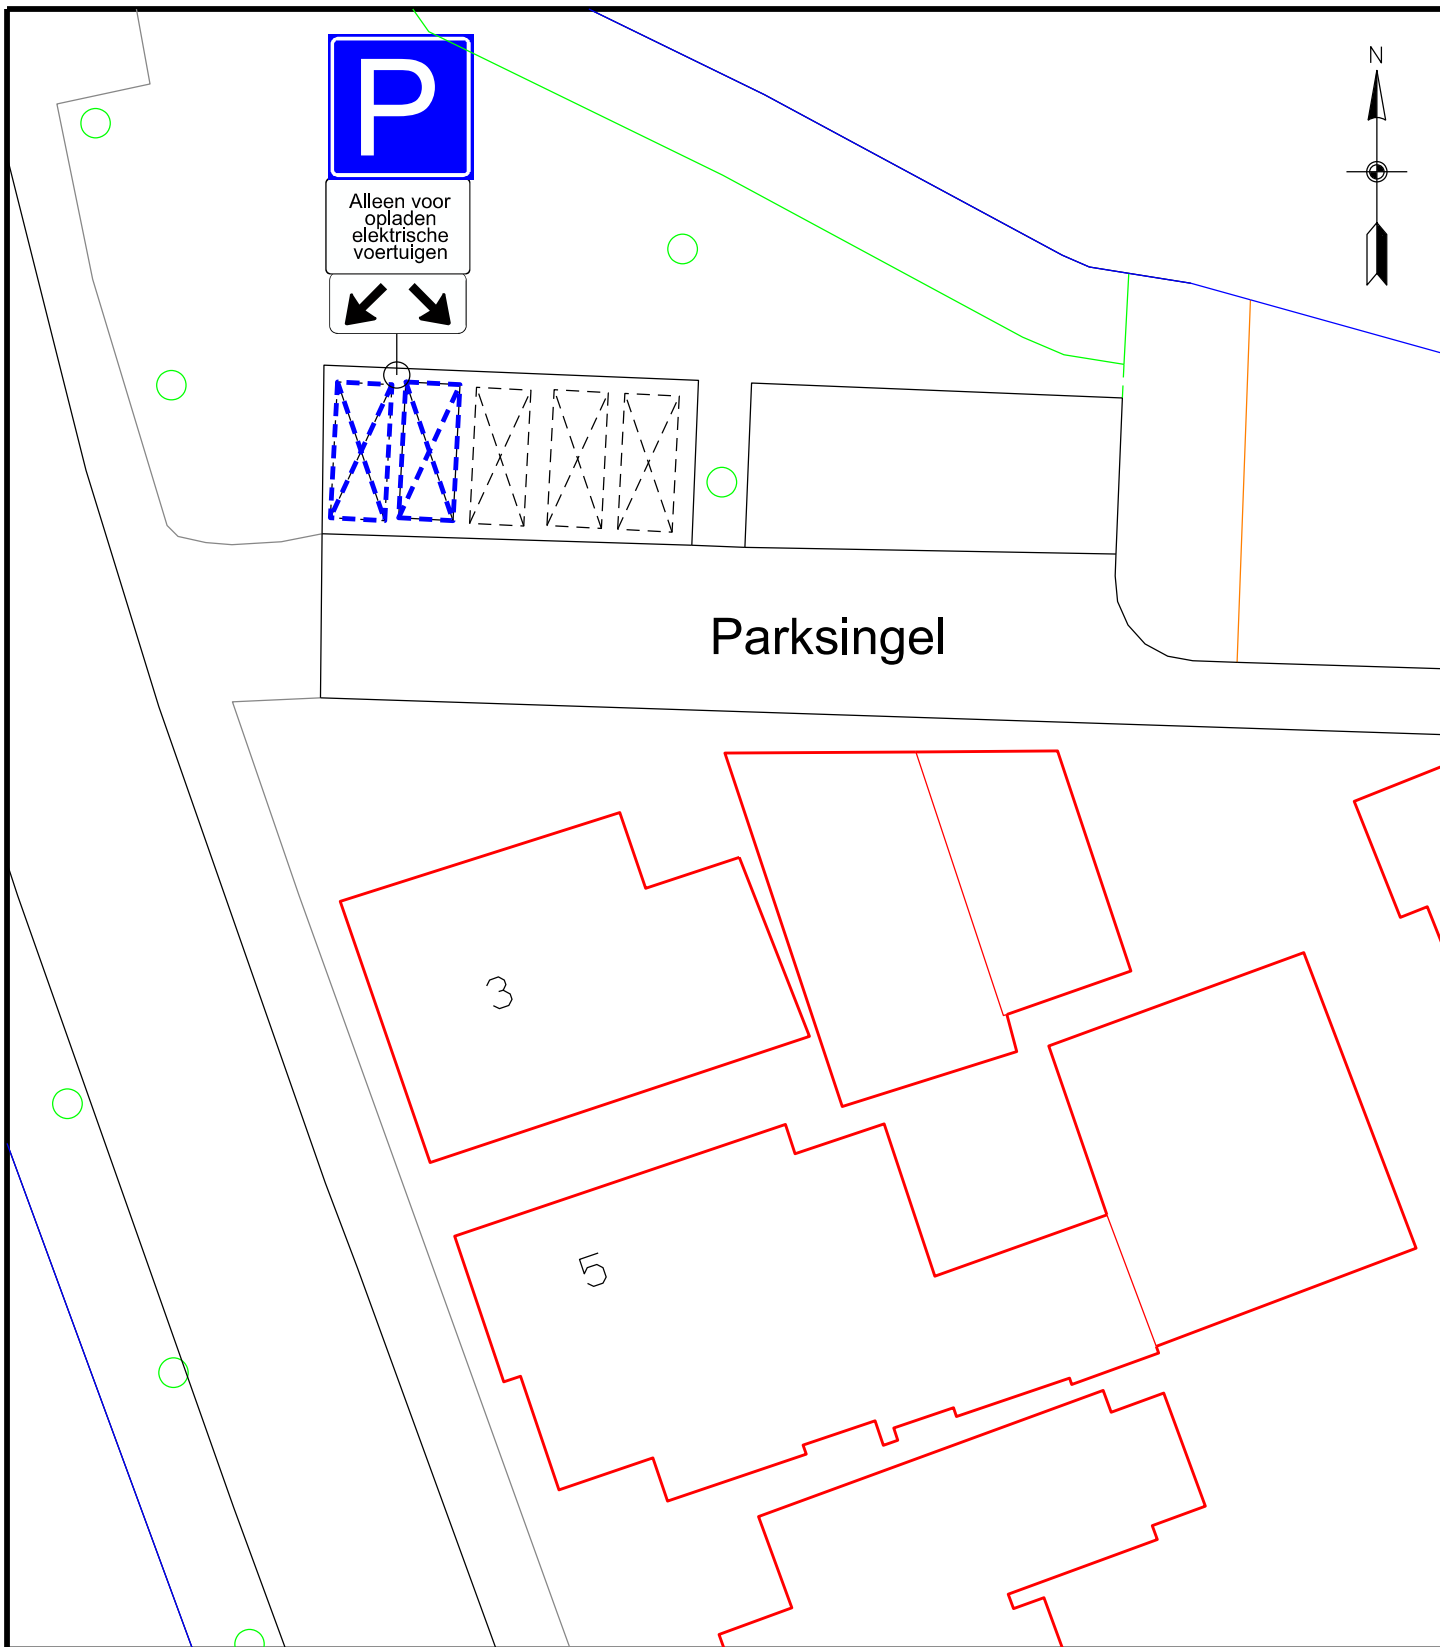 N
P
Alleen voor
opladen
elektrische
voertuigen
Parksingel
3
5